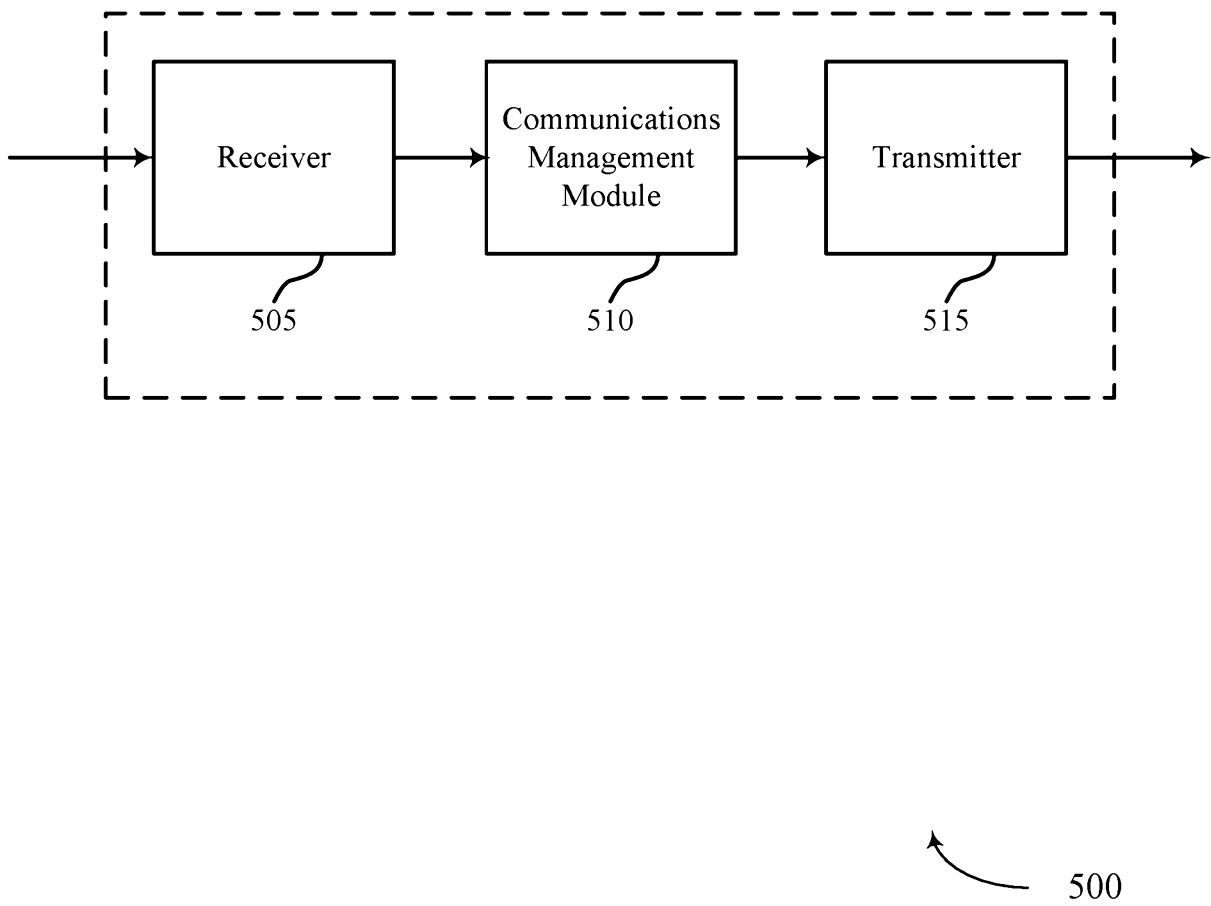 Receiver
Communications
Management
Module
Transmitter
505
510
515
500